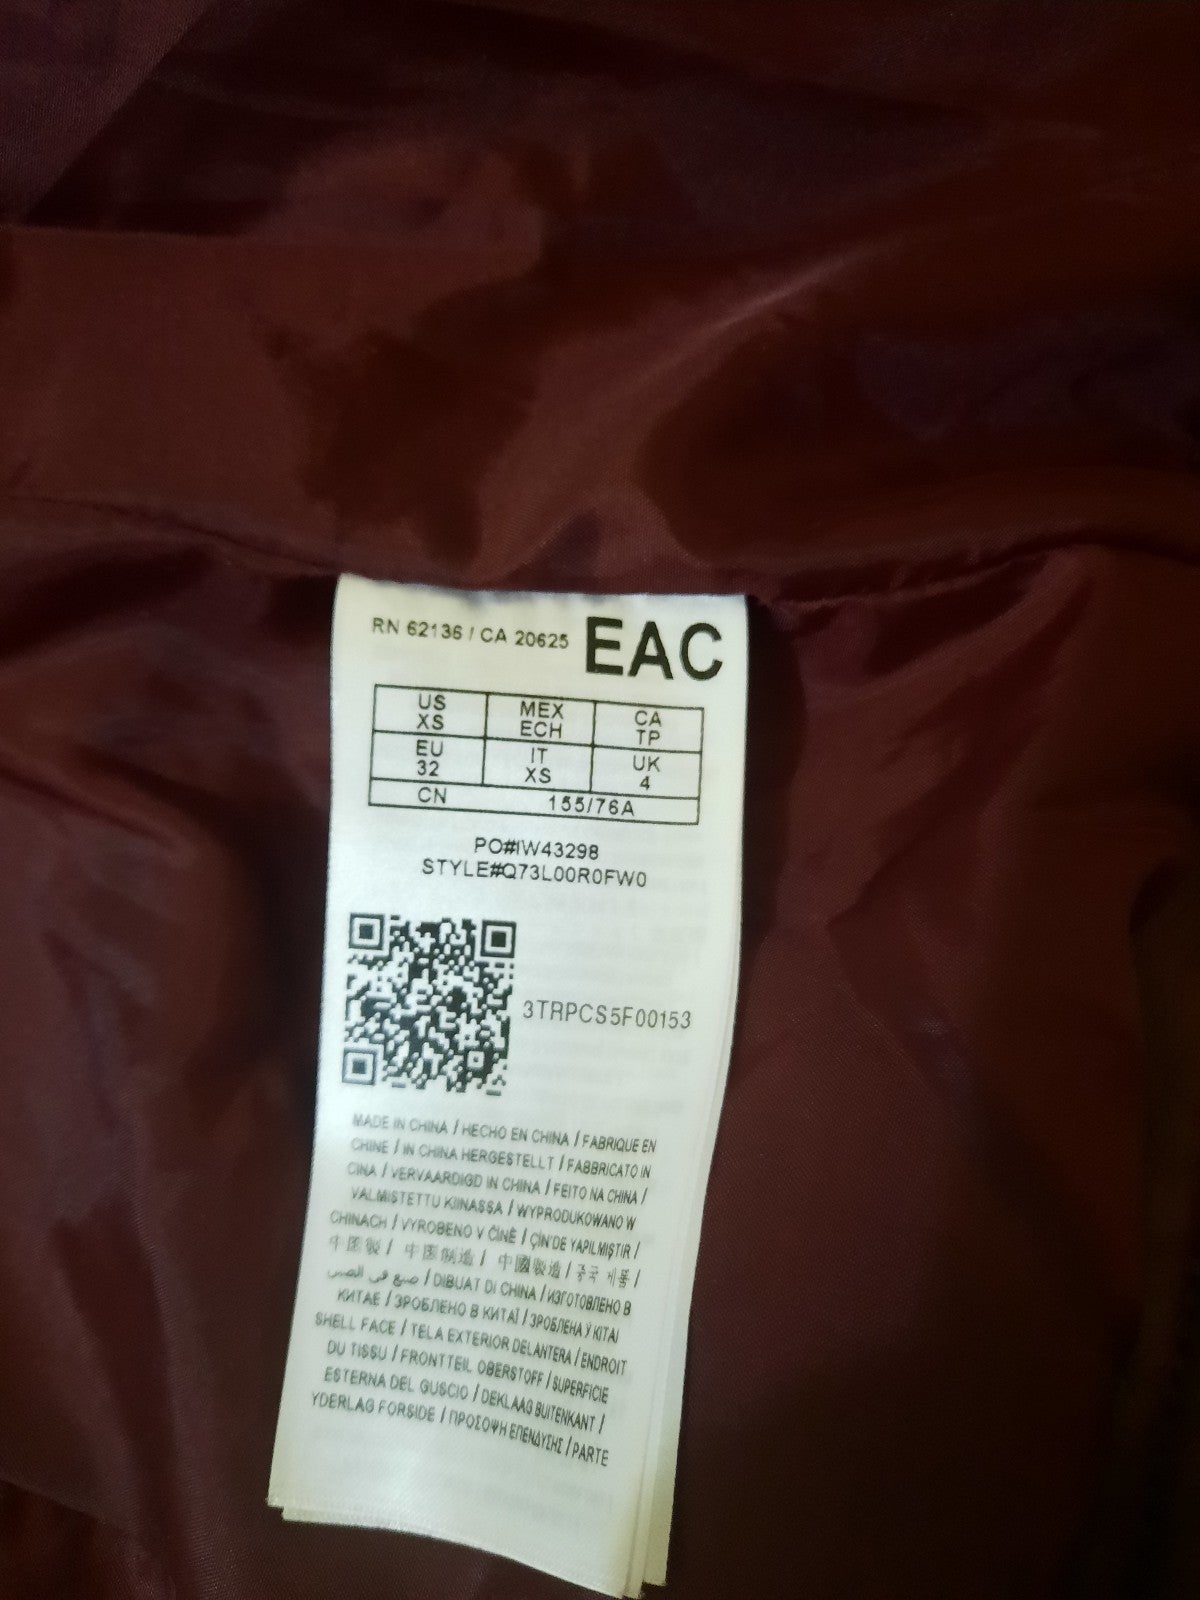 RN 62136 / CA 20625 EAC
US XS MEX ECH CA TP
EU 32 IT XS UK 4
CN 155/76A
PO#IW43298
STYLE#Q73L00R0FW0
3TRPCS5F00153
MADE IN CHINA / HECHO EN CHINA / FABRIQUE EN
CHINE / IN CHINA HERGESTELLT / FABBRICATO IN
CINA / VERVAARDIGD IN CHINA / FEITO NA CHINA /
VALMISTETTU KIINASSA / WYPRODUKOWANO W
CHINACH / VYROBENO V ČÍNĚ / ÇİN'DE YAPILMIŞTIR /
中国製 / 中国制造 / 中國製造 / 중국 제품 /
صنع في الصين / DIBUAT DI CHINA / ИЗГОТОВЛЕНО В
КИТАЕ / ЗРОБЛЕНО В КИТАЇ / ЗРОБЛЕНА Ў КІТАІ
SHELL FACE / TELA EXTERIOR DELANTERA / ENDROIT
DU TISSU / FRONTTEIL OBERSTOFF / SUPERFICIE
ESTERNA DEL GUSCIO / DEKLAAG BUITENKANT /
YDERLAG FORSIDE / ΠΡΟΣΟΨΗ ΕΠΕΝΔΥΣΗΣ / PARTE